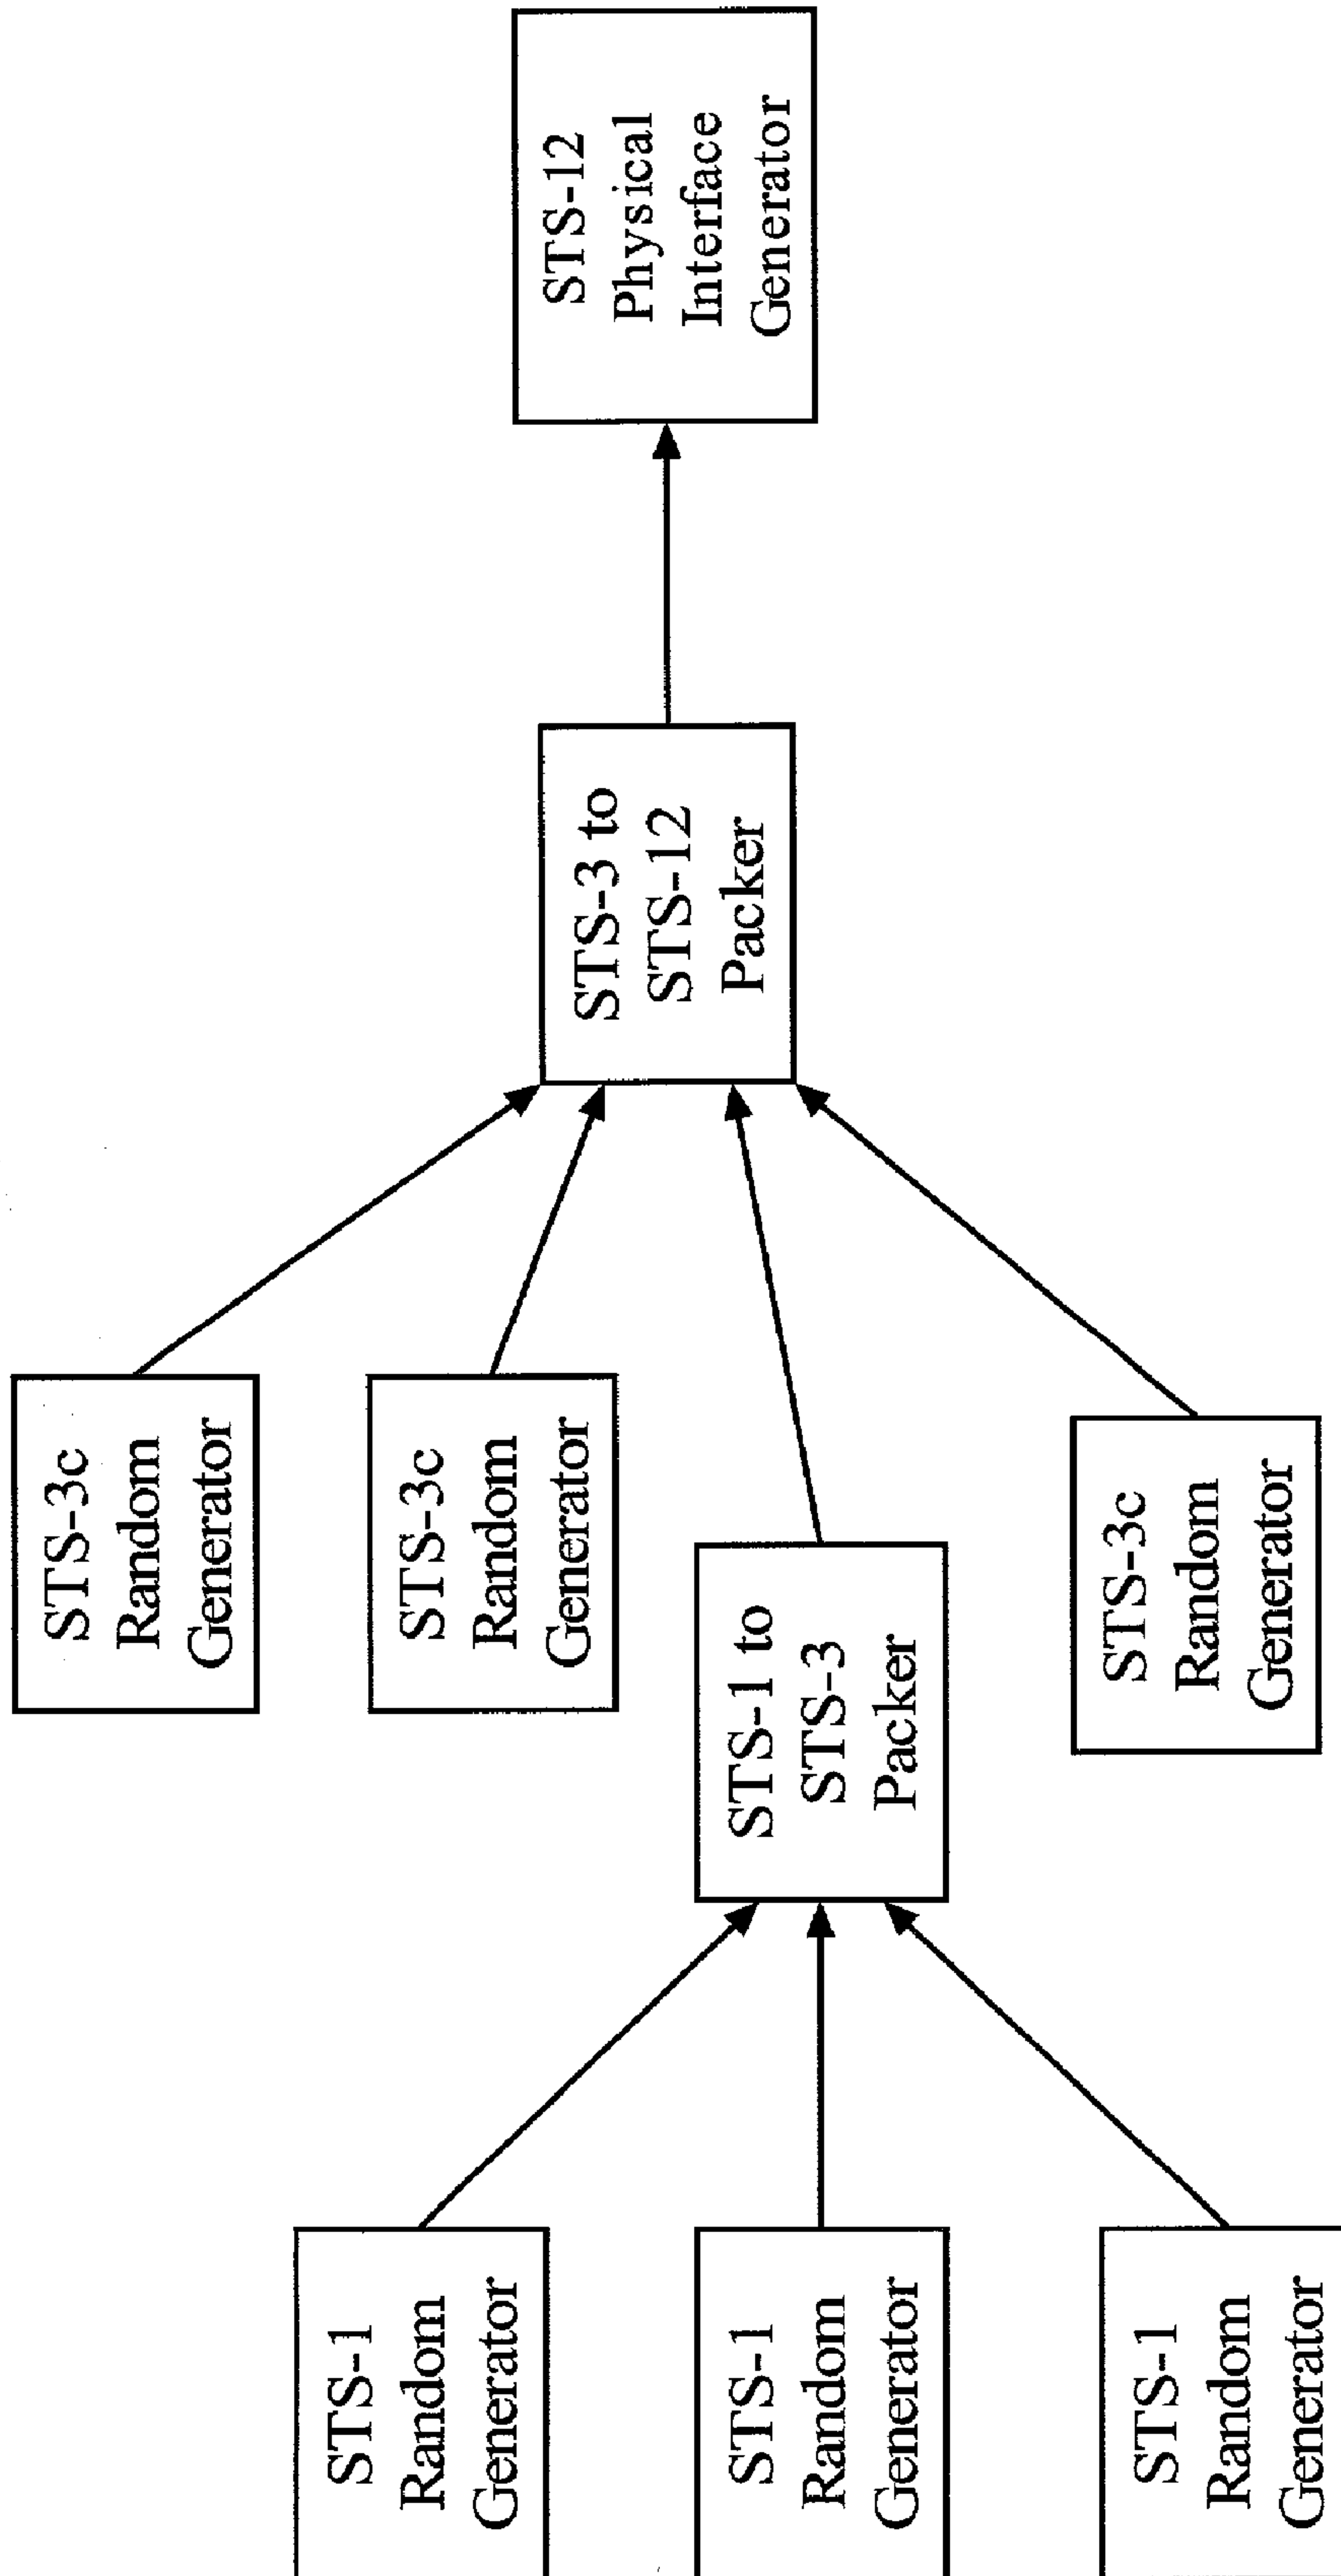 STS-1
Random
Generator
STS-1
Random
Generator
STS-1
Random
Generator
STS-3c
Random
Generator
STS-3c
Random
Generator
STS-1 to
STS-3
Packer
STS-3c
Random
Generator
STS-3 to
STS-12
Packer
STS-12
Physical
Interface
Generator